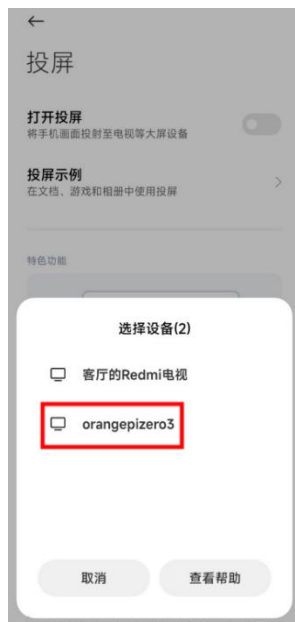 投屏
打开投屏
将手机画面投射至电视等大屏设备
投屏示例
在文档、游戏和相册中使用投屏
特色功能
选择设备(2)
客厅的Redmi电视
orangepizero3
取消
查看帮助